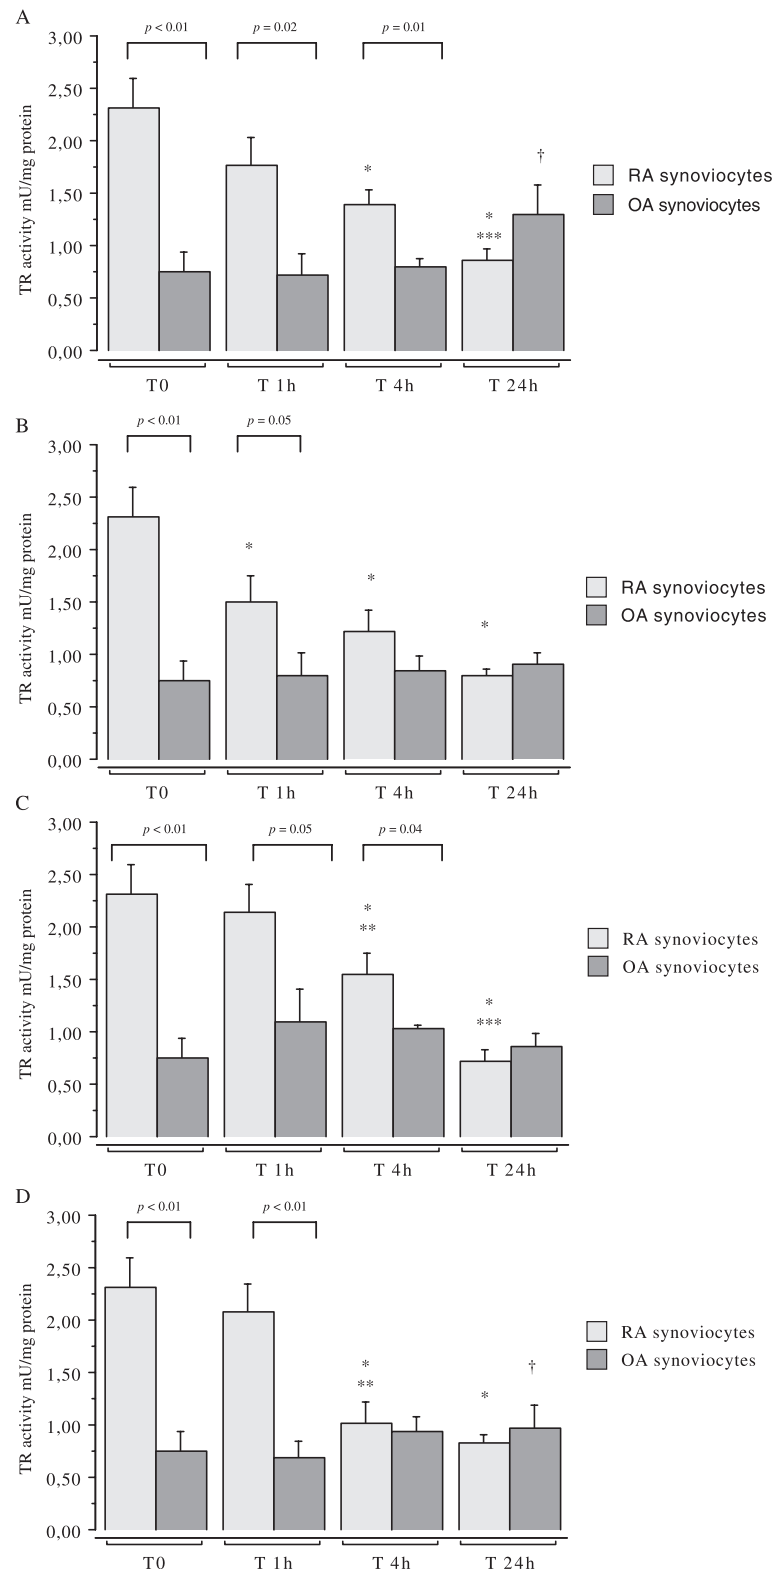 A
p < 0.01 p = 0.02 p = 0.01
3,00
2,50
2,00
1,50
1,00
0,50
0,00
TR activity mU/mg protein
*
*
***
†
RA synoviocytes
OA synoviocytes
T0 T 1h T 4h T 24h
B
p < 0.01 p = 0.05
3,00
2,50
2,00
1,50
1,00
0,50
0,00
TR activity mU/mg protein
*
*
*
RA synoviocytes
OA synoviocytes
T0 T 1h T 4h T 24h
C
p < 0.01 p = 0.05 p = 0.04
3,00
2,50
2,00
1,50
1,00
0,50
0,00
TR activity mU/mg protein
*
**
*
***
RA synoviocytes
OA synoviocytes
T0 T 1h T 4h T 24h
D
p < 0.01 p < 0.01
3,00
2,50
2,00
1,50
1,00
0,50
0,00
TR activity mU/mg protein
*
**
*
†
RA synoviocytes
OA synoviocytes
T0 T 1h T 4h T 24h